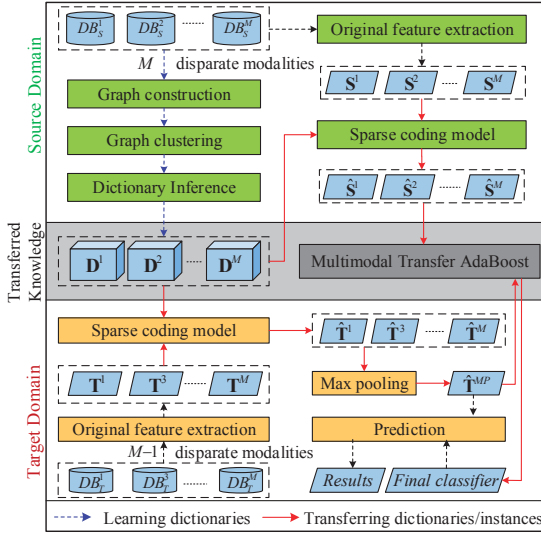 Source Domain
DB_S^1 DB_S^2 ...... DB_S^M
Original feature extraction
M disparate modalities
S^1 S^2 ...... S^M
Graph construction
Graph clustering
Sparse coding model
Dictionary Inference
Ŝ^1 Ŝ^2 ...... Ŝ^M
Transferred Knowledge
D^1 D^2 ...... D^M
Multimodal Transfer AdaBoost
Target Domain
Sparse coding model
T̂^1 T̂^3 ...... T̂^M
T^1 T^3 ...... T^M
Max pooling
T̂^MP
Original feature extraction
Prediction
M−1 disparate modalities
DB_T^1 DB_T^3 ...... DB_T^M
Results
Final classifier
Learning dictionaries
Transferring dictionaries/instances